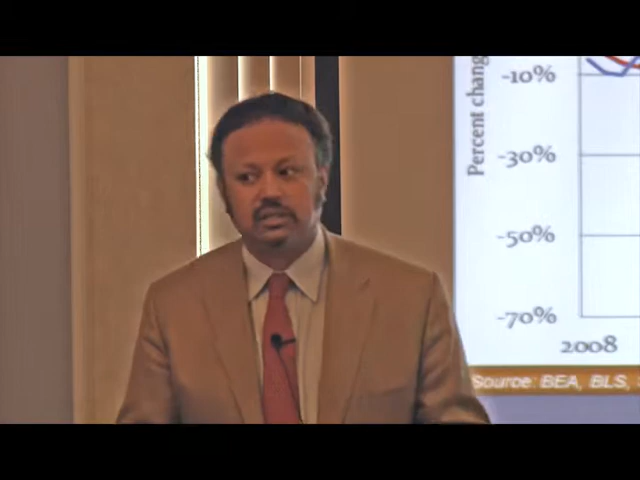 Percent chang
-10%
-30%
-50%
-70%
2008
Source: BEA, BLS,